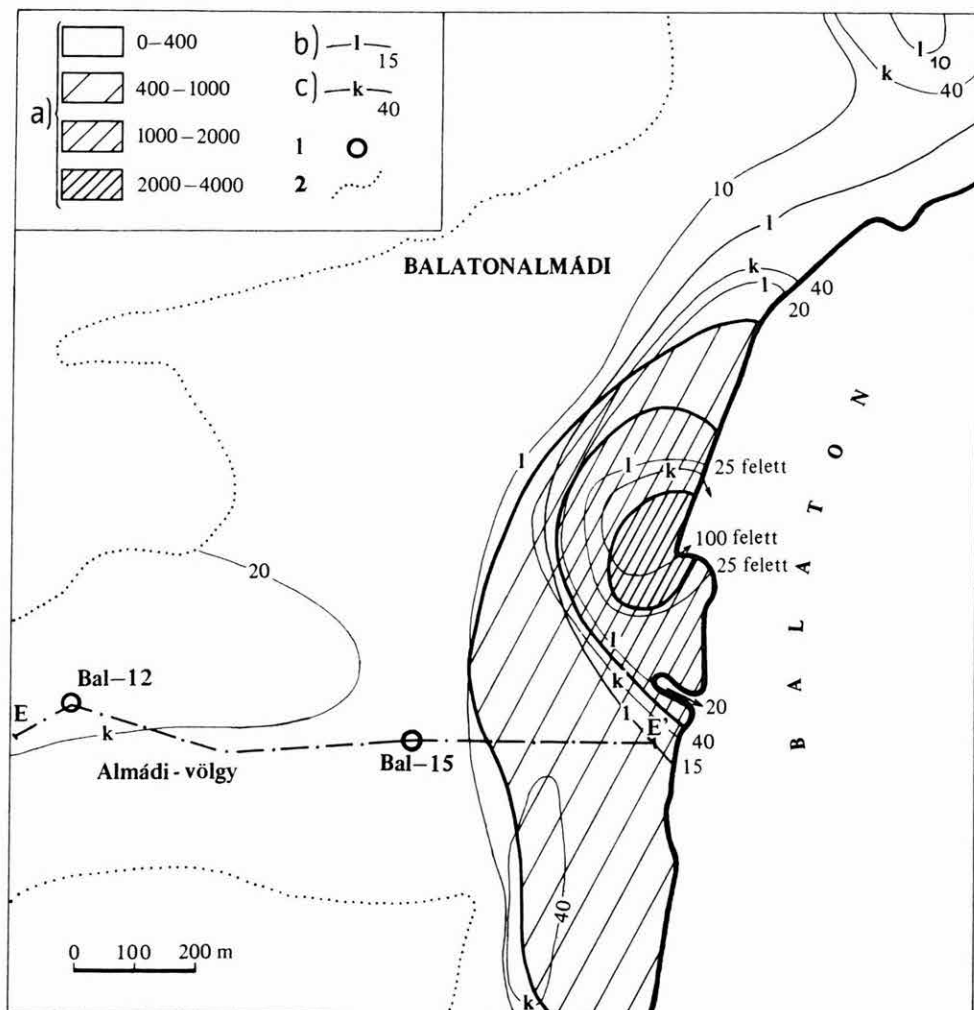 a)
0–400
400–1000
1000–2000
2000–4000
b) l 15
c) k 40
1
2
l 10
k 40
10
l
BALATONALMÁDI
k 40
l 20
l
l 25 felett
k
100 felett
25 felett
20
Bal–12
E
k
Almádi-völgy
Bal–15
l
k
l
E'
20
40
15
BALATON
40
k
0 100 200 m